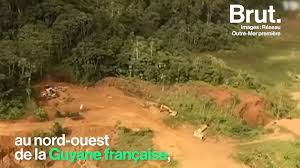 Brut.
Images : Réseau
Outre-Mer première
au nord-ouest
de la Guyane française,